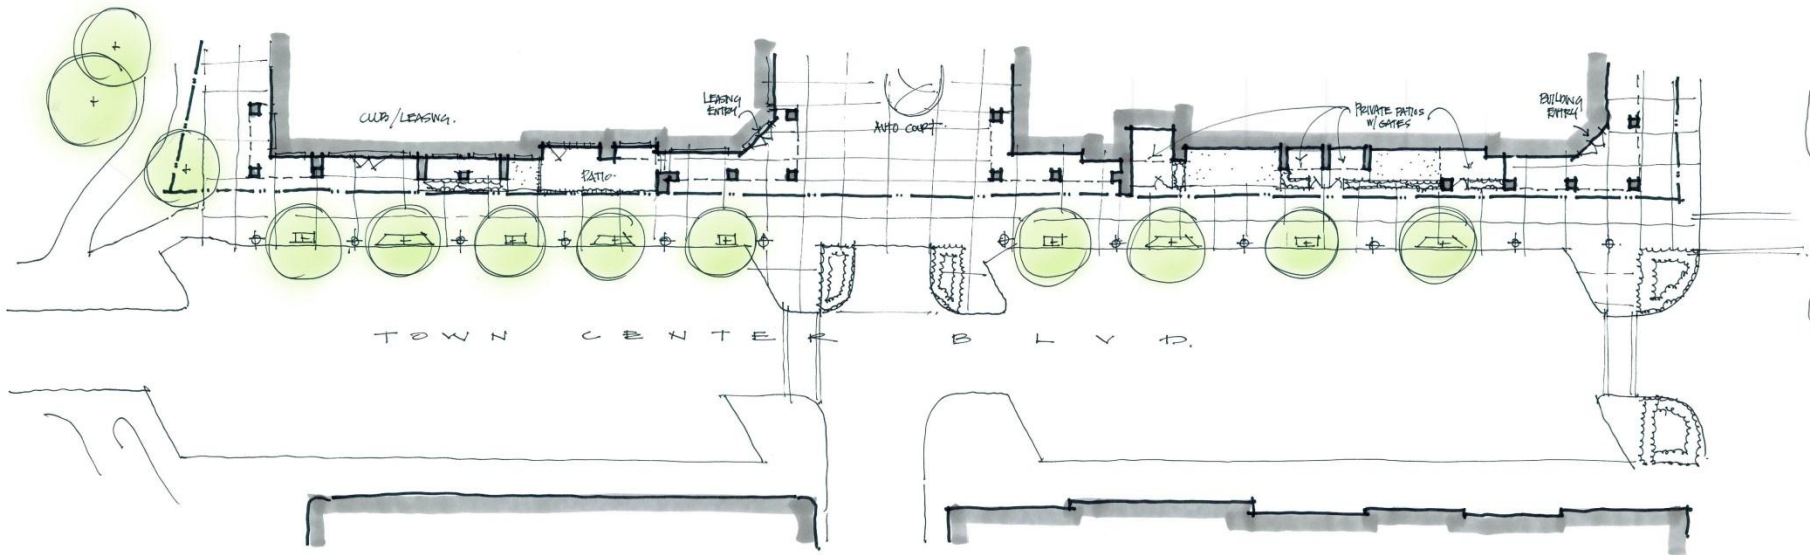 CLUB/LEASING.
LEASING
ENTRY
AUTO COURT.
PRIVATE PATIOS
W/ GATES
BUILDING
ENTRY
PATIO.
TOWN CENTER BLVD.